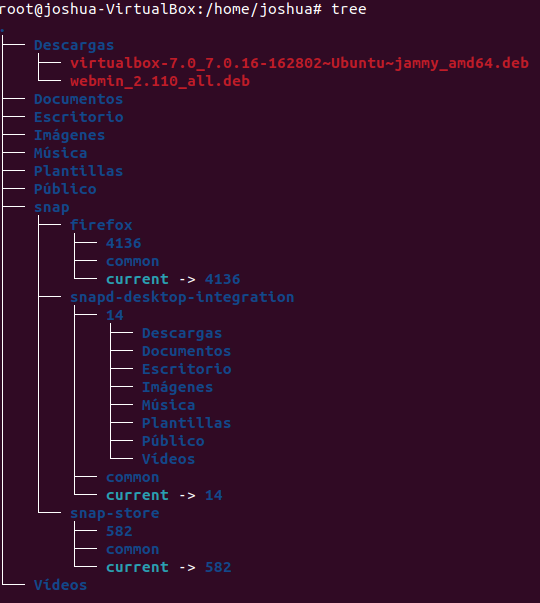 root@joshua-VirtualBox:/home/joshua# tree
.
├── Descargas
│   ├── virtualbox-7.0_7.0.16-162802~Ubuntu~jammy_amd64.deb
│   └── webmin_2.110_all.deb
├── Documentos
├── Escritorio
├── Imágenes
├── Música
├── Plantillas
├── Público
├── snap
│   ├── firefox
│   │   ├── 4136
│   │   ├── common
│   │   └── current -> 4136
│   ├── snapd-desktop-integration
│   │   ├── 14
│   │   │   ├── Descargas
│   │   │   ├── Documentos
│   │   │   ├── Escritorio
│   │   │   ├── Imágenes
│   │   │   ├── Música
│   │   │   ├── Plantillas
│   │   │   ├── Público
│   │   │   └── Videos
│   │   ├── common
│   │   └── current -> 14
│   └── snap-store
│       ├── 582
│       ├── common
│       └── current -> 582
└── Videos